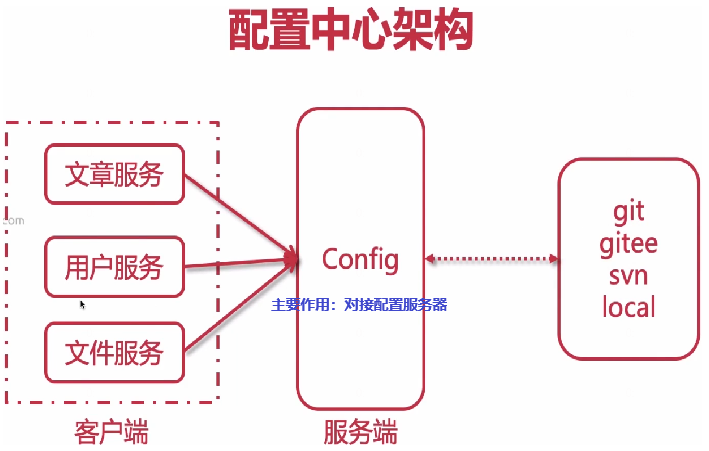 配置中心架构
文章服务
com
用户服务
文件服务
客户端
Config
主要作用：对接配置服务器
服务端
git
gitee
svn
local